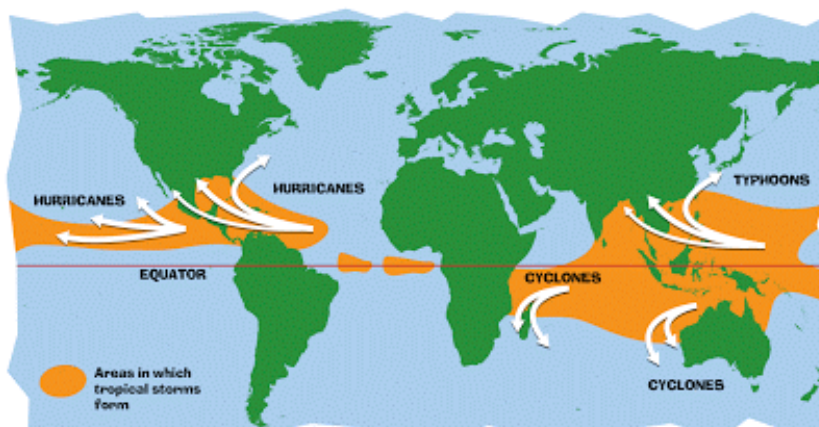 TYPHOONS
HURRICANES
HURRICANES
EQUATOR
CYCLONES
Areas in which
tropical storms
form
CYCLONES